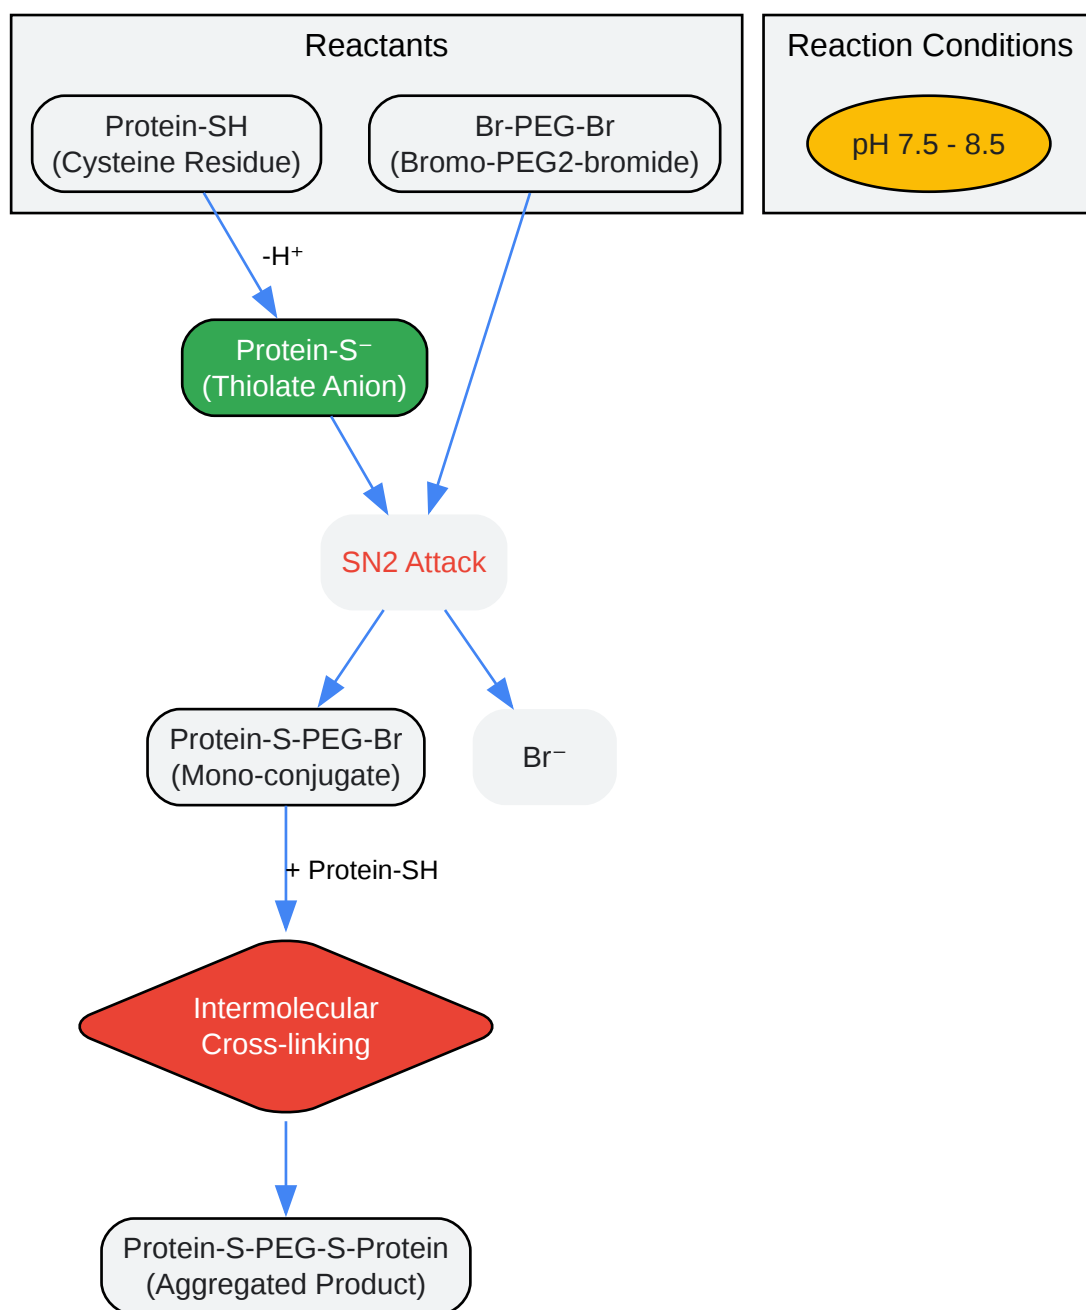 Reactants
Reaction Conditions
Protein-SH
(Cysteine Residue)
Br-PEG-Br
(Bromo-PEG2-bromide)
pH 7.5 - 8.5
-H⁺
Protein-S⁻
(Thiolate Anion)
SN2 Attack
Protein-S-PEG-Br
(Mono-conjugate)
Br⁻
+ Protein-SH
Intermolecular
Cross-linking
Protein-S-PEG-S-Protein
(Aggregated Product)